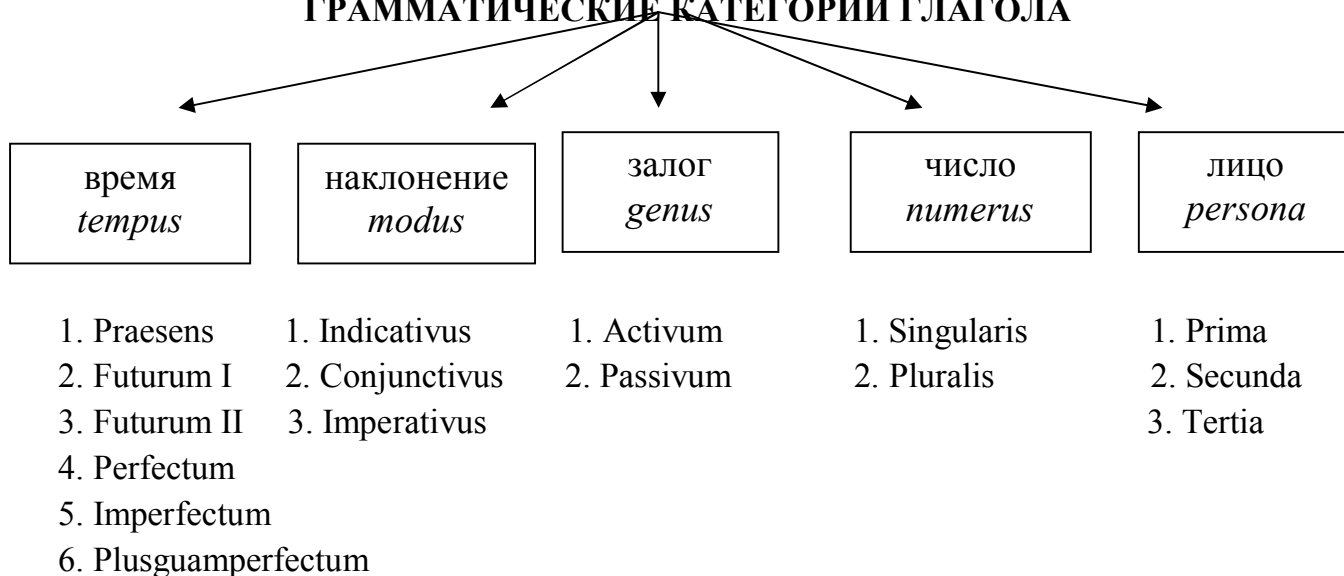 ГРАММАТИЧЕСКИЕ КАТЕГОРИИ ГЛАГОЛА
время
tempus
наклонение
modus
залог
genus
число
numerus
лицо
persona
1. Praesens
2. Futurum I
3. Futurum II
4. Perfectum
5. Imperfectum
6. Plusguamperfectum
1. Indicativus
2. Conjunctivus
3. Imperativus
1. Activum
2. Passivum
1. Singularis
2. Pluralis
1. Prima
2. Secunda
3. Tertia